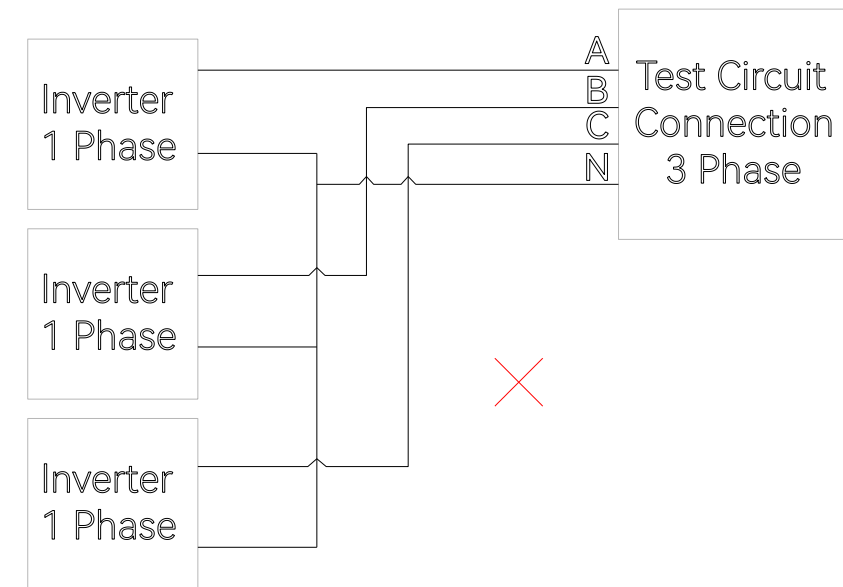 Inverter
1 Phase
A
B
C
N
Test Circuit
Connection
3 Phase
Inverter
1 Phase
Inverter
1 Phase